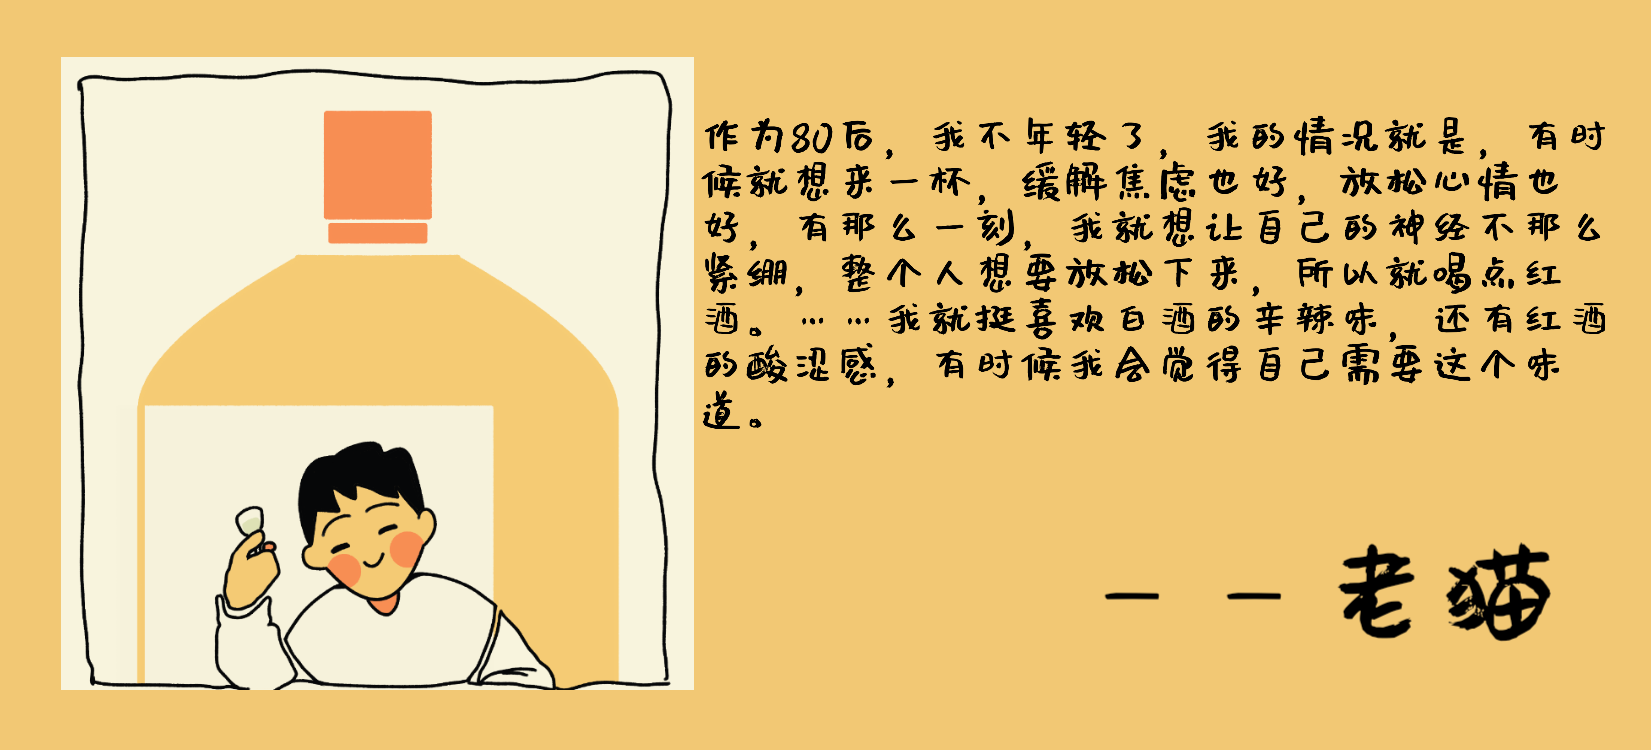 作为80后，我不年轻了，我的情况就是，有时
候就想来一杯，缓解焦虑也好，放松心情也
好，有那么一刻，我就想让自己的神经不那么
紧绷，整个人想要放松下来，所以就喝点红
酒。……我就挺喜欢白酒的辛辣味，还有红酒
的酸涩感，有时候我会觉得自己需要这个味
道。
——老猫